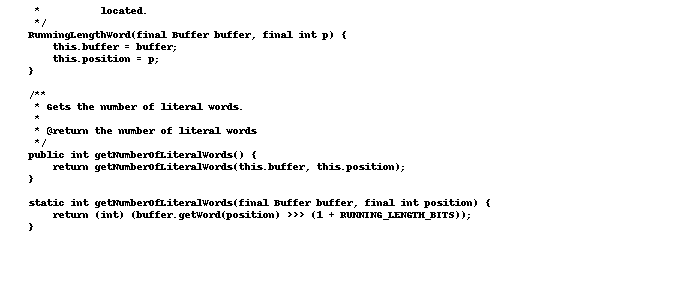 *          located.
*/
RunningLengthWord(final Buffer buffer, final int p) {
this.buffer = buffer;
this.position = p;
}
/**
* Gets the number of literal words.
*
* @return the number of literal words
*/
public int getNumberOfLiteralWords() {
return getNumberOfLiteralWords(this.buffer, this.position);
}
static int getNumberOfLiteralWords(final Buffer buffer, final int position) {
return (int) (buffer.getWord(position) >>> (1 + RUNNING_LENGTH_BITS));
}